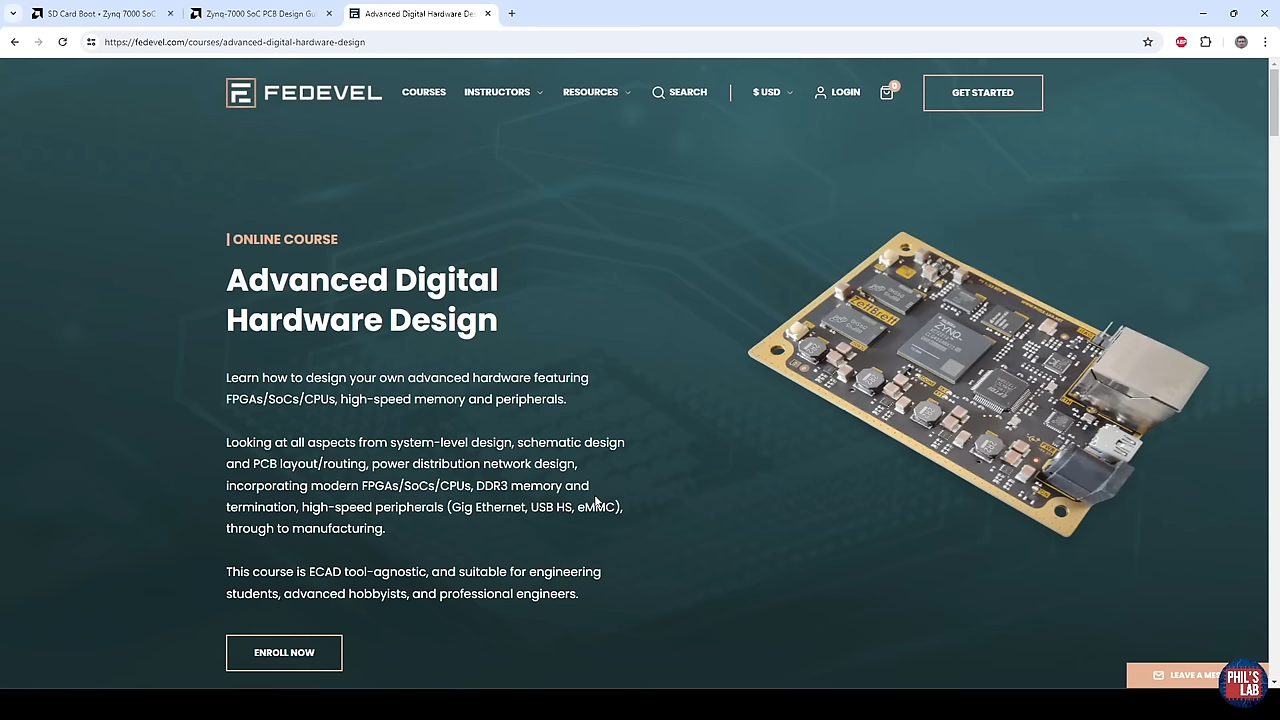 SD Card Boot • Zynq 7000 SoC
Zynq-7000 SoC PCB Design Gu
Advanced Digital Hardware De
https://fedevel.com/courses/advanced-digital-hardware-design
ABP
FEDEVEL
COURSES
INSTRUCTORS
RESOURCES
SEARCH
$ USD
LOGIN
0
GET STARTED
| ONLINE COURSE
Advanced Digital
Hardware Design
Learn how to design your own advanced hardware featuring
FPGAs/SoCs/CPUs, high-speed memory and peripherals.
Looking at all aspects from system-level design, schematic design
and PCB layout/routing, power distribution network design,
incorporating modern FPGAs/SoCs/CPUs, DDR3 memory and
termination, high-speed peripherals (Gig Ethernet, USB HS, eMMC),
through to manufacturing.
This course is ECAD tool-agnostic, and suitable for engineering
students, advanced hobbyists, and professional engineers.
ENROLL NOW
ZettBrett
ZYNQ
LEAVE A MES
PHIL'S
LAB